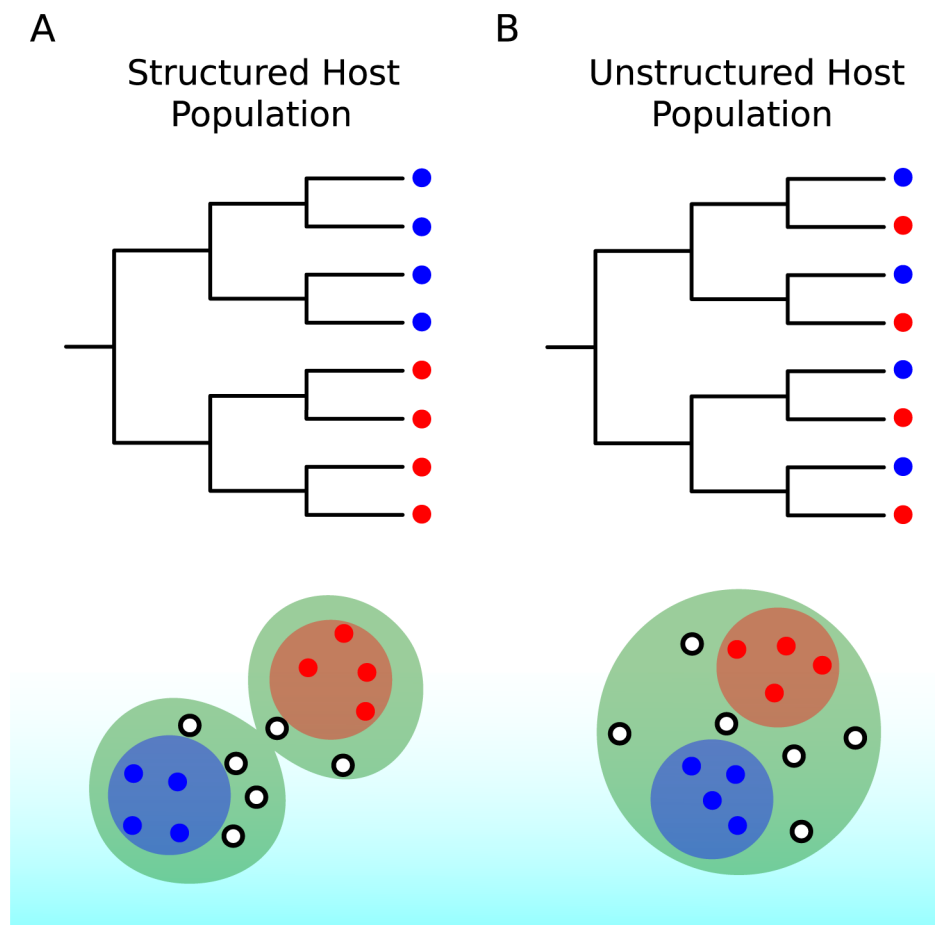 A
Structured Host
Population
B
Unstructured Host
Population